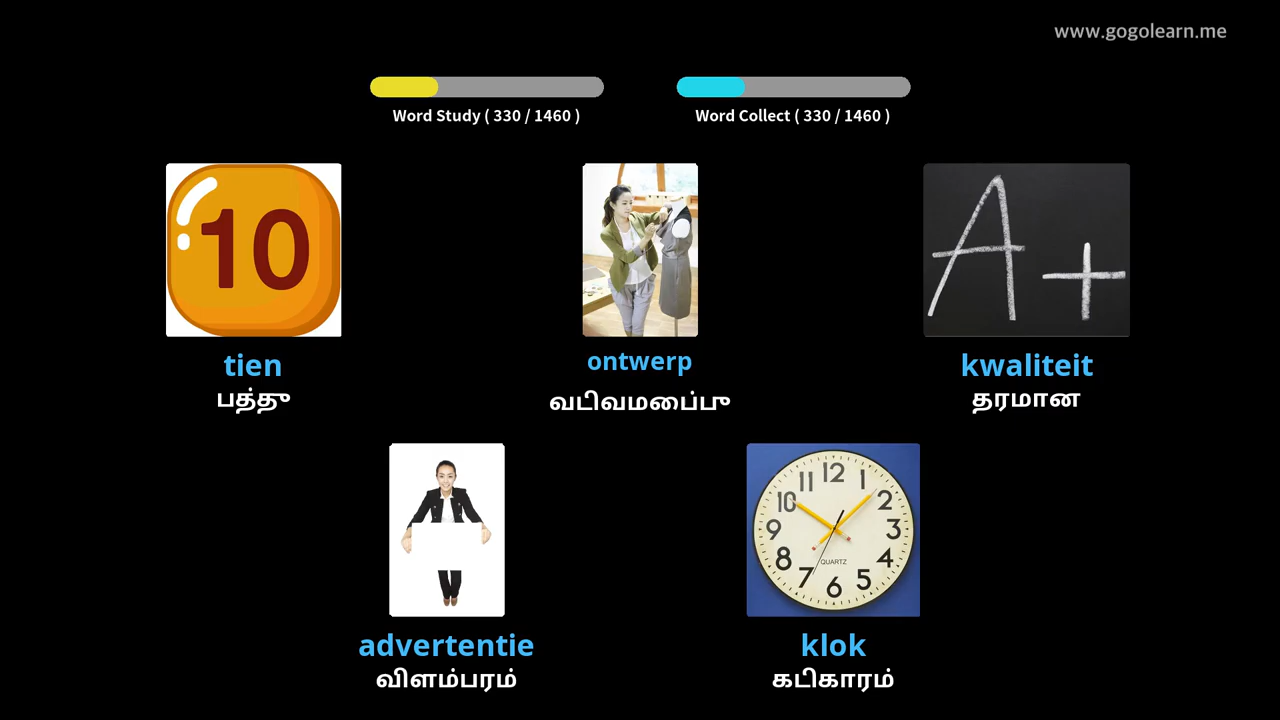 www.gogolearn.me
Word Study ( 330 / 1460 )
Word Collect ( 330 / 1460 )
10
A+
tien
ontwerp
kwaliteit
பத்து
வடிவமைப்பு
தரமான
12
11
1
10
2
9
3
QUARTZ
8
4
7
5
6
advertentie
klok
விளம்பரம்
கடிகாரம்